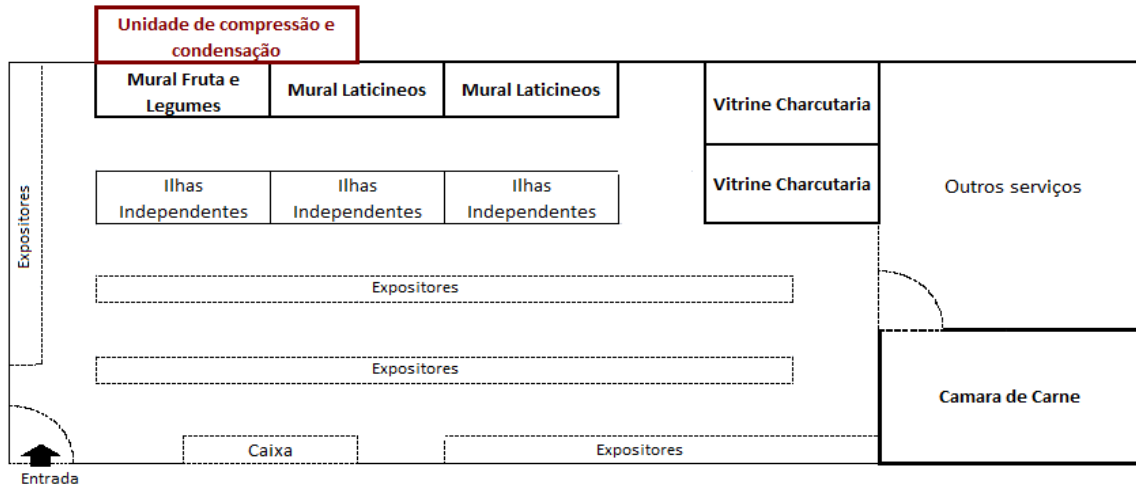 Unidade de compressão e
condensação
Mural Fruta e
Legumes
Mural Laticineos
Mural Laticineos
Vitrine Charcutaria
Vitrine Charcutaria
Ilhas
Independentes
Ilhas
Independentes
Ilhas
Independentes
Outros serviços
Expositores
Expositores
Expositores
Camara de Carne
Caixa
Expositores
Entrada